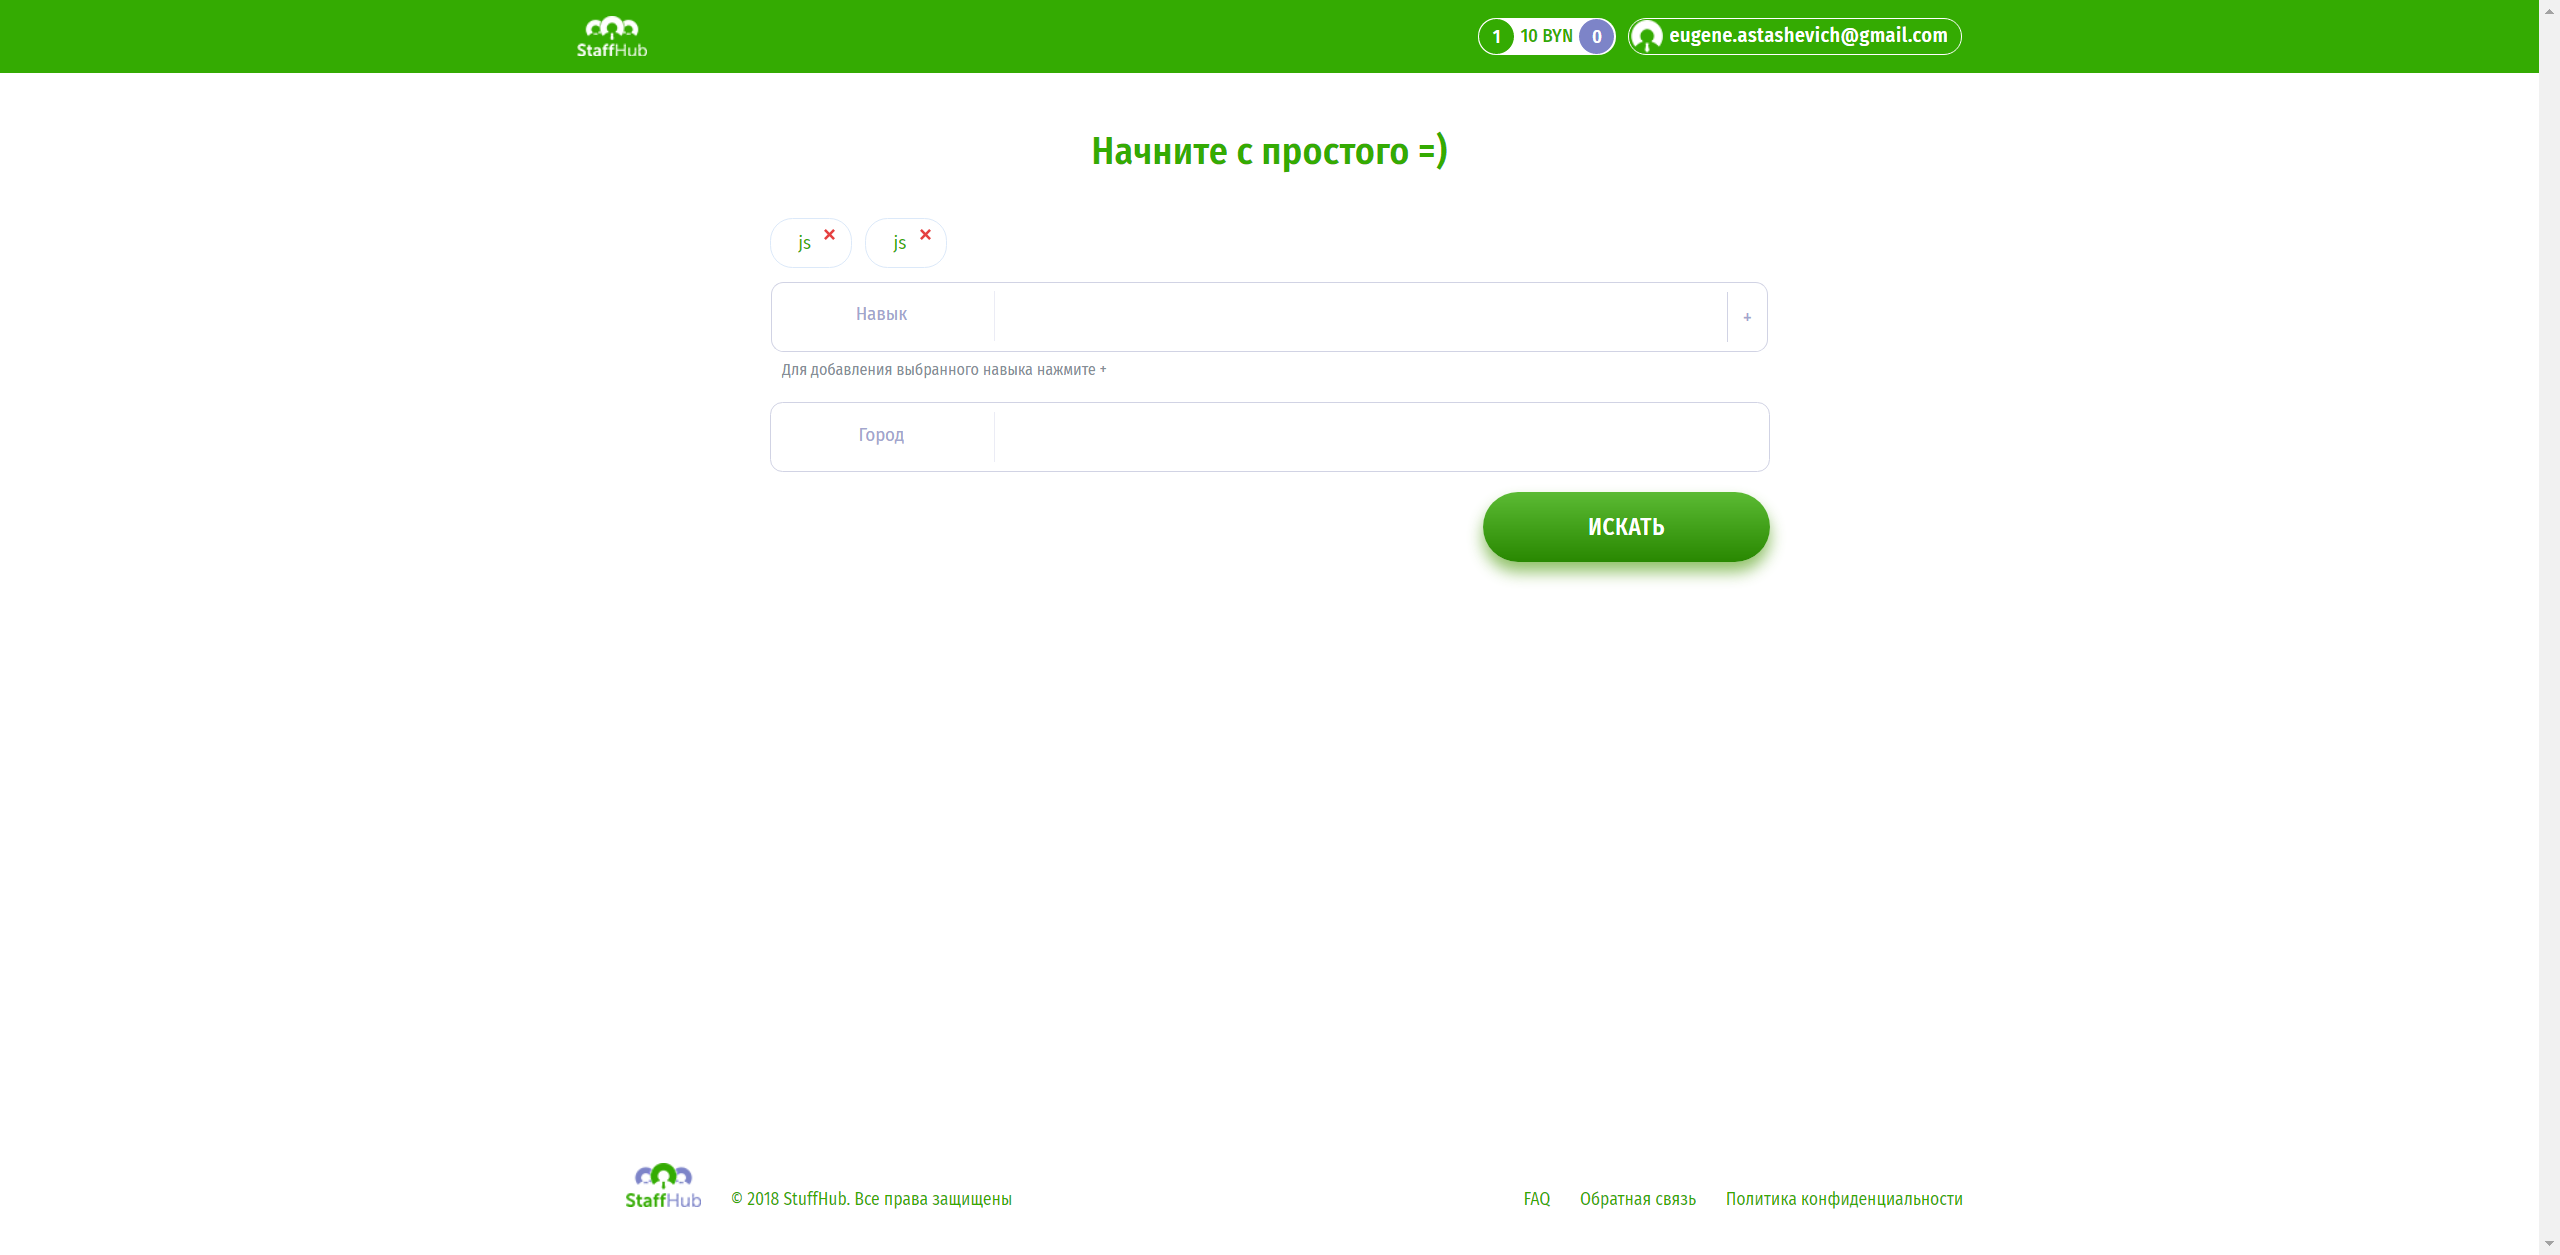 StaffHub
1 10 BYN 0 eugene.astashevich@gmail.com
Начните с простого =)
js × js ×
Навык +
Для добавления выбранного навыка нажмите +
Город
ИСКАТЬ
StaffHub © 2018 StuffHub. Все права защищены FAQ Обратная связь Политика конфиденциальности